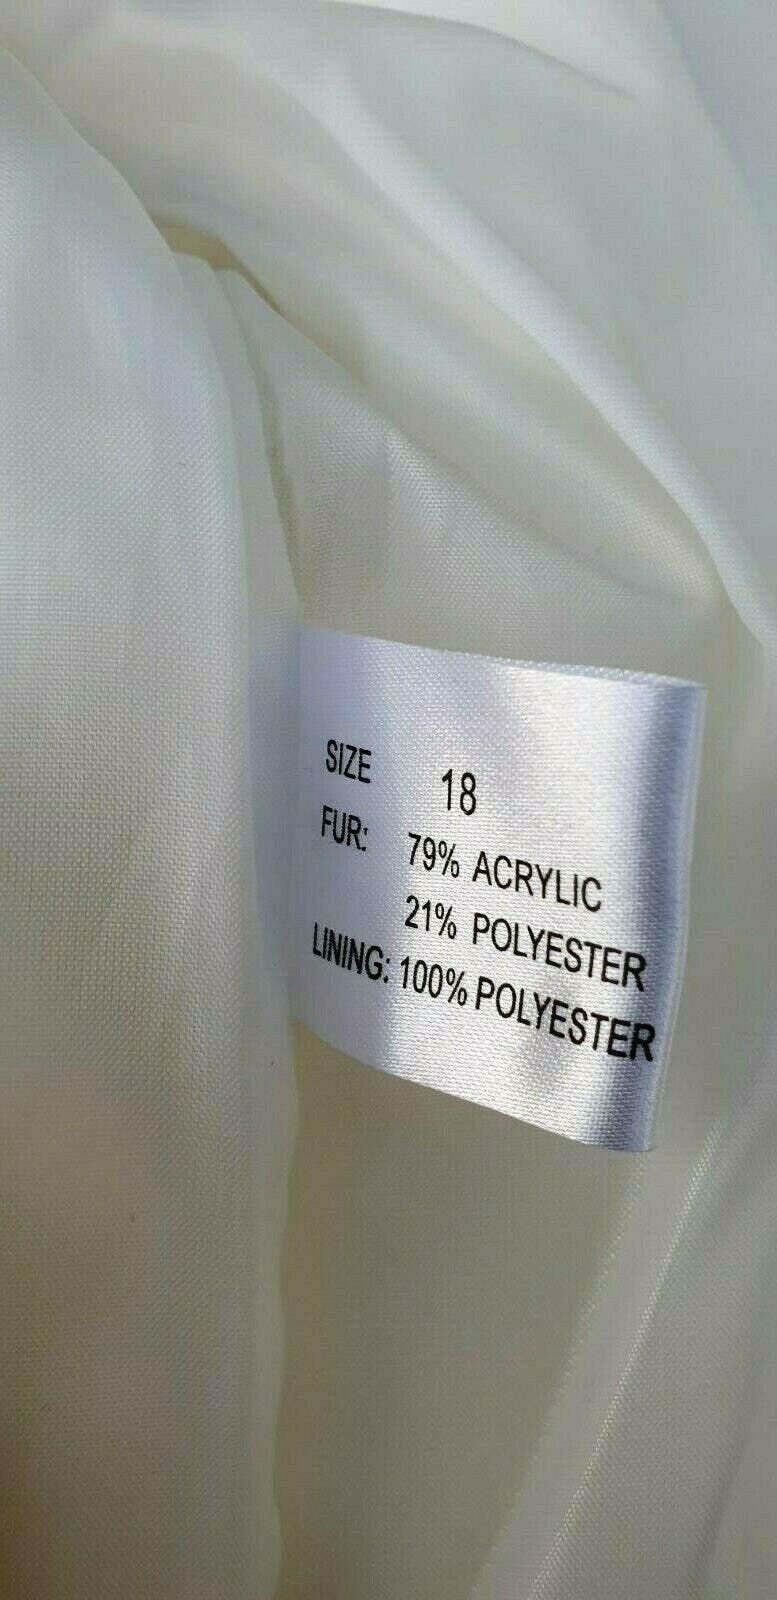 SIZE 18
FUR: 79% ACRYLIC
21% POLYESTER
LINING: 100% POLYESTER